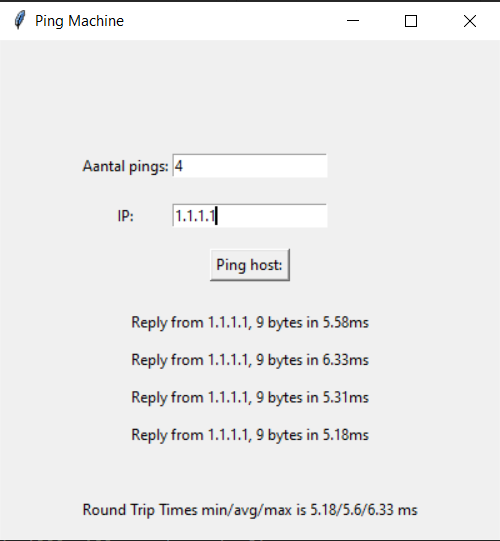 Ping Machine
Aantal pings: 4
IP: 1.1.1.1
Ping host:
Reply from 1.1.1.1, 9 bytes in 5.58ms
Reply from 1.1.1.1, 9 bytes in 6.33ms
Reply from 1.1.1.1, 9 bytes in 5.31ms
Reply from 1.1.1.1, 9 bytes in 5.18ms
Round Trip Times min/avg/max is 5.18/5.6/6.33 ms